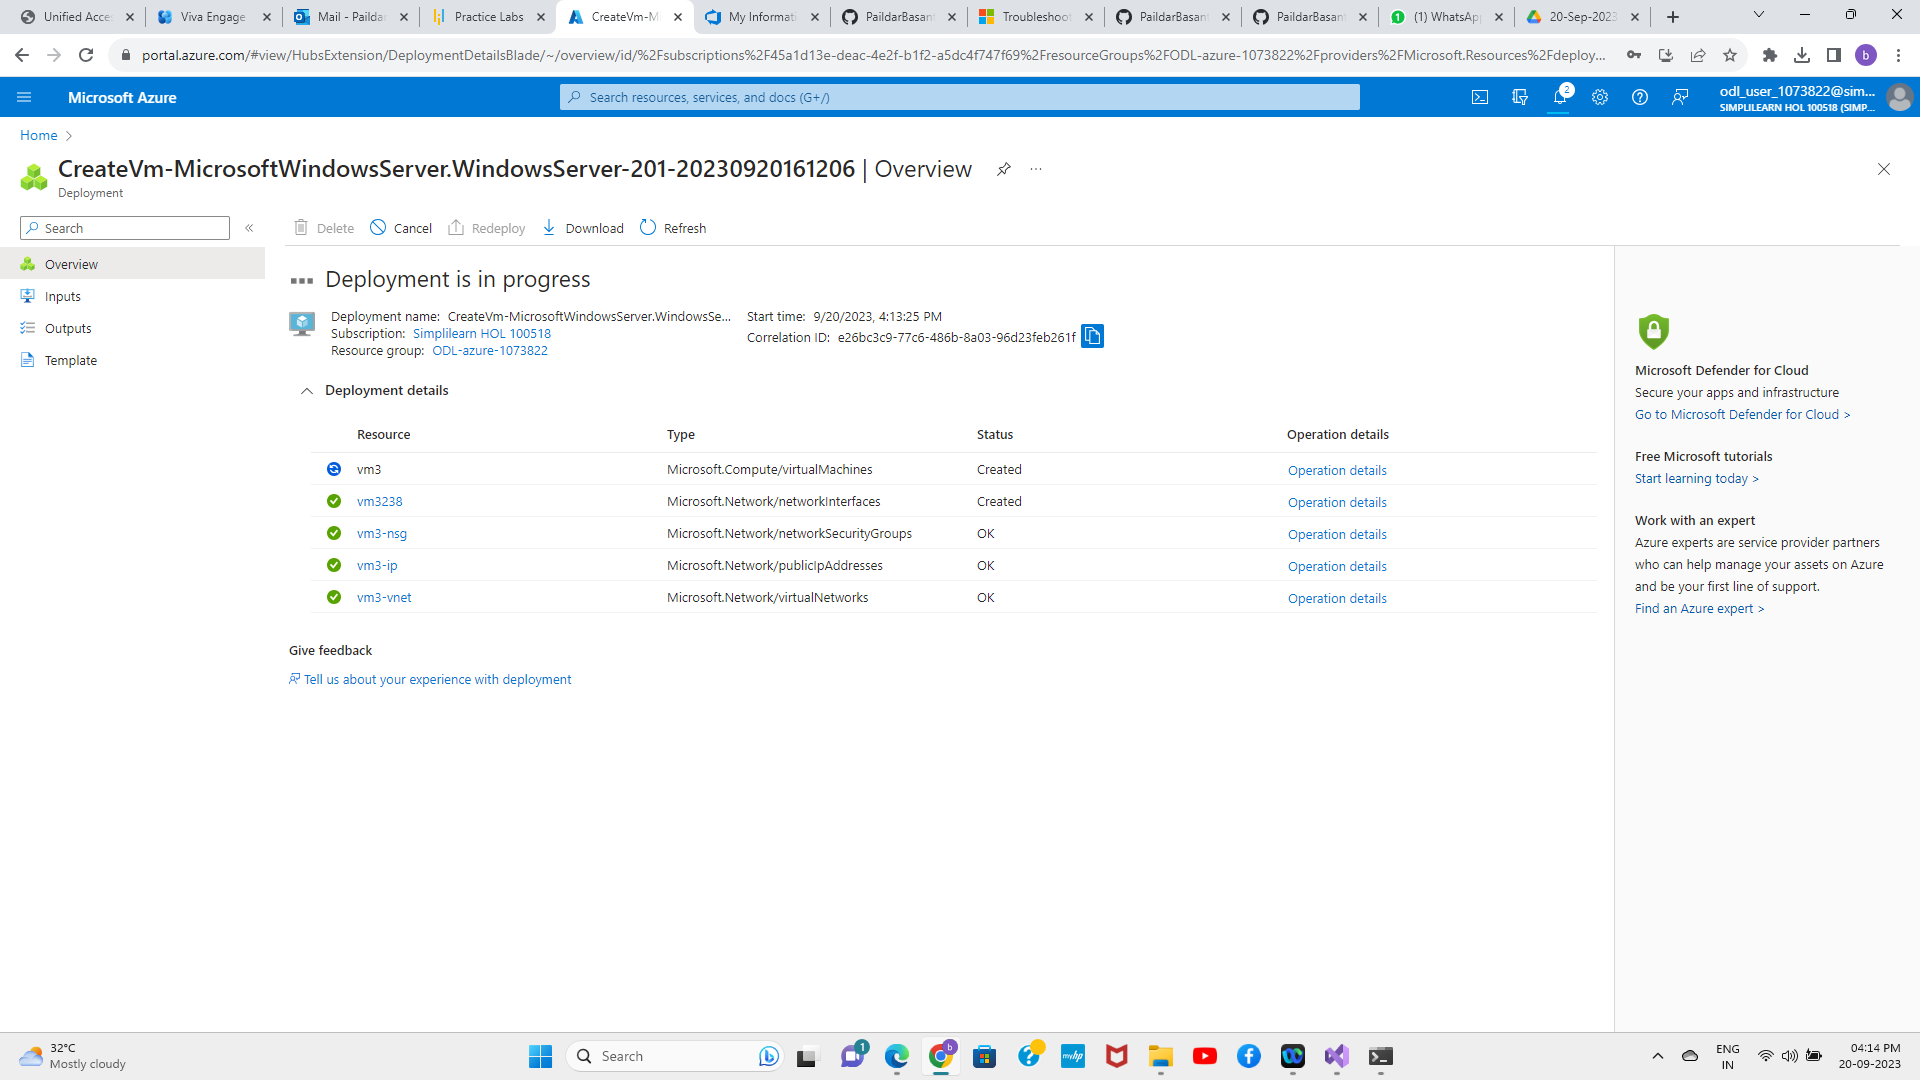 Unified Acces
Viva Engage
Mail - Paildar
Practice Labs
CreateVm-M
My Informati
PaildarBasant
Troubleshoot
PaildarBasant
PaildarBasant
(1) WhatsApp
20-Sep-2023
portal.azure.com/#view/HubsExtension/DeploymentDetailsBlade/~/overview/id/%2Fsubscriptions%2F45a1d13e-deac-4e2f-b1f2-a5dc4f747f69%2FresourceGroups%2FODL-azure-1073822%2Fproviders%2FMicrosoft.Resources%2Fdeploy...
b
Microsoft Azure
Search resources, services, and docs (G+/)
2
odl_user_1073822@sim...
SIMPLILEARN HOL 100518 (SIMP...
Home
CreateVm-MicrosoftWindowsServer.WindowsServer-201-20230920161206 | Overview
Deployment
Search
Delete
Cancel
Redeploy
Download
Refresh
Overview
Inputs
Outputs
Template
Deployment is in progress
Deployment name: CreateVm-MicrosoftWindowsServer.WindowsSe...
Subscription: Simplilearn HOL 100518
Resource group: ODL-azure-1073822
Start time: 9/20/2023, 4:13:25 PM
Correlation ID: e26bc3c9-77c6-486b-8a03-96d23feb261f
Deployment details
Resource Type Status Operation details
vm3 Microsoft.Compute/virtualMachines Created Operation details
vm3238 Microsoft.Network/networkInterfaces Created Operation details
vm3-nsg Microsoft.Network/networkSecurityGroups OK Operation details
vm3-ip Microsoft.Network/publicIpAddresses OK Operation details
vm3-vnet Microsoft.Network/virtualNetworks OK Operation details
Give feedback
Tell us about your experience with deployment
Microsoft Defender for Cloud
Secure your apps and infrastructure
Go to Microsoft Defender for Cloud >
Free Microsoft tutorials
Start learning today >
Work with an expert
Azure experts are service provider partners
who can help manage your assets on Azure
and be your first line of support.
Find an Azure expert >
32°C
Mostly cloudy
Search
1
b
myhp
ENG
IN
04:14 PM
20-09-2023